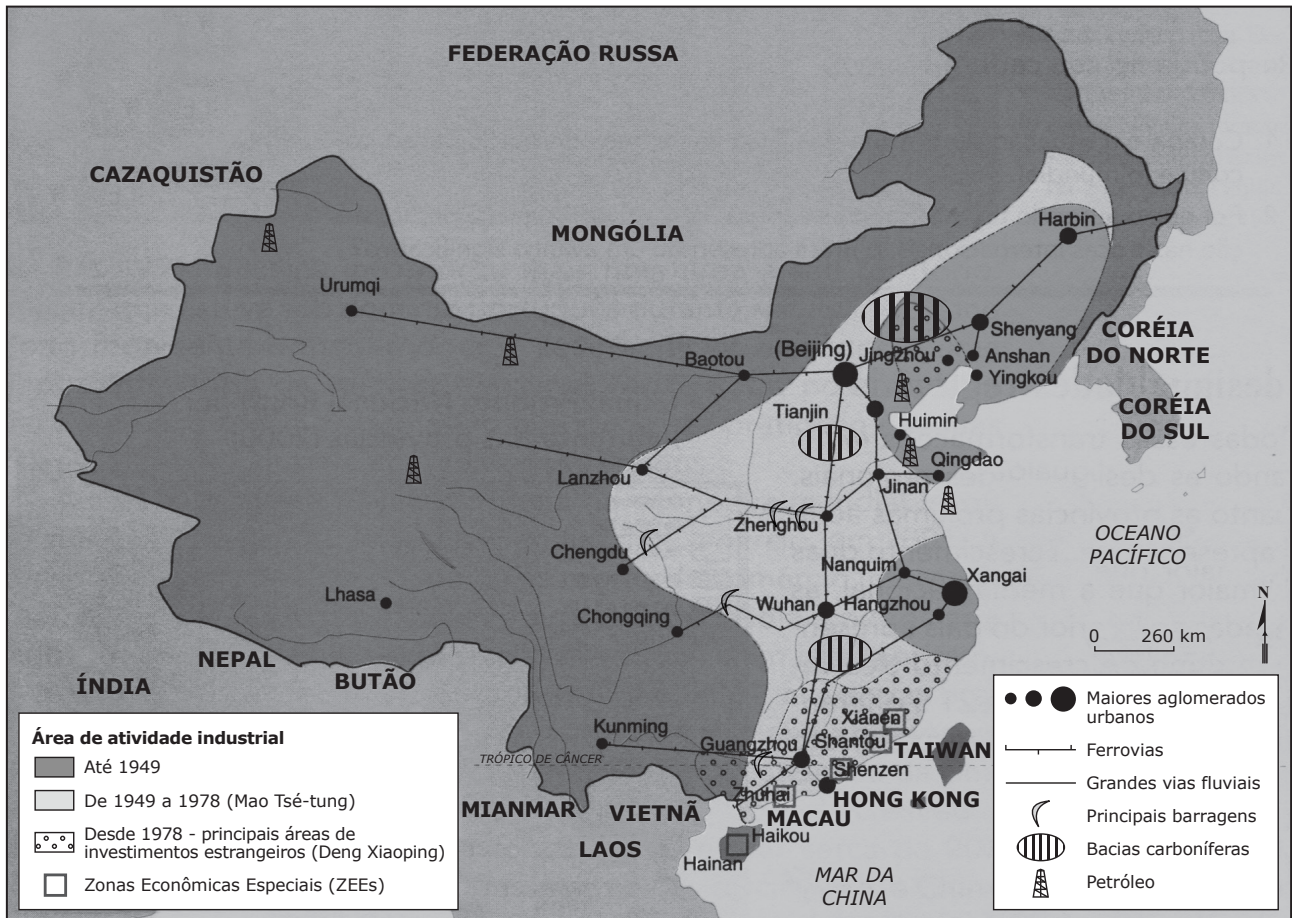 FEDERAÇÃO RUSSA
CAZAQUISTÃO
MONGÓLIA
Harbin
Urumqi
Shenyang
CORÉIA
DO NORTE
(Beijing)
Jingzhou
Anshan
Baotou
Yingkou
CORÉIA
DO SUL
Tianjin
Huimin
Qingdao
Lanzhou
Jinan
Zhenghou
OCEANO
PACÍFICO
Chengdu
Nanquim
Xangai
Lhasa
Wuhan
Hangzhou
Chongqing
N
0 260 km
NEPAL
ÍNDIA
BUTÃO
Xianen
Kunming
Guangzhou
Shantou
TAIWAN
TRÓPICO DE CÂNCER
Shenzen
Zhuhai
HONG KONG
MIANMAR
VIETNÃ
MACAU
Haikou
LAOS
Hainan
MAR DA
CHINA
Área de atividade industrial
Até 1949
De 1949 a 1978 (Mao Tsé-tung)
Desde 1978 - principais áreas de
investimentos estrangeiros (Deng Xiaoping)
Zonas Econômicas Especiais (ZEEs)
Maiores aglomerados
urbanos
Ferrovias
Grandes vias fluviais
Principais barragens
Bacias carboníferas
Petróleo